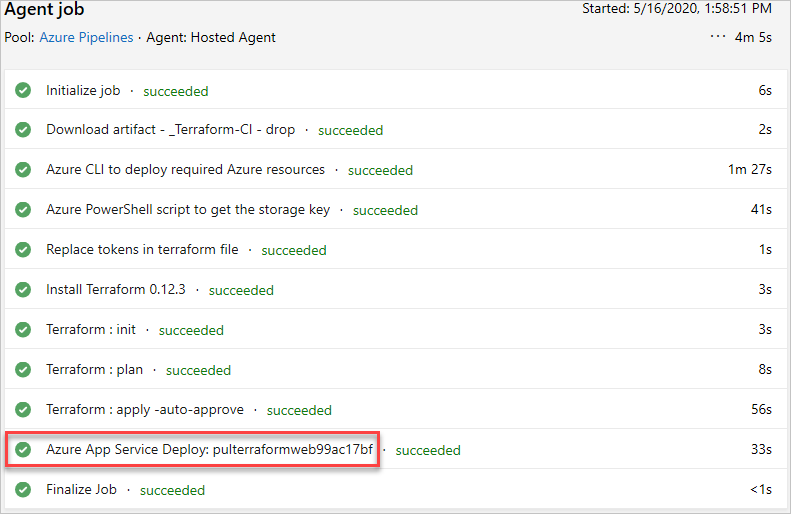 Agent job Started: 5/16/2020, 1:58:51 PM
Pool: Azure Pipelines · Agent: Hosted Agent ··· 4m 5s
Initialize job · succeeded 6s
Download artifact - _Terraform-CI - drop · succeeded 2s
Azure CLI to deploy required Azure resources · succeeded 1m 27s
Azure PowerShell script to get the storage key · succeeded 41s
Replace tokens in terraform file · succeeded 1s
Install Terraform 0.12.3 · succeeded 3s
Terraform : init · succeeded 3s
Terraform : plan · succeeded 8s
Terraform : apply -auto-approve · succeeded 56s
Azure App Service Deploy: pulterraformweb99ac17bf · succeeded 33s
Finalize Job · succeeded <1s